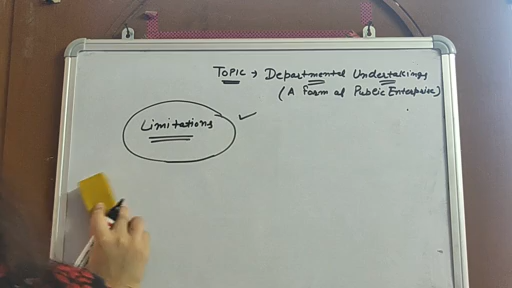 Topic → Departmental Undertakings
(A Form of Public Enterprise)
Limitations